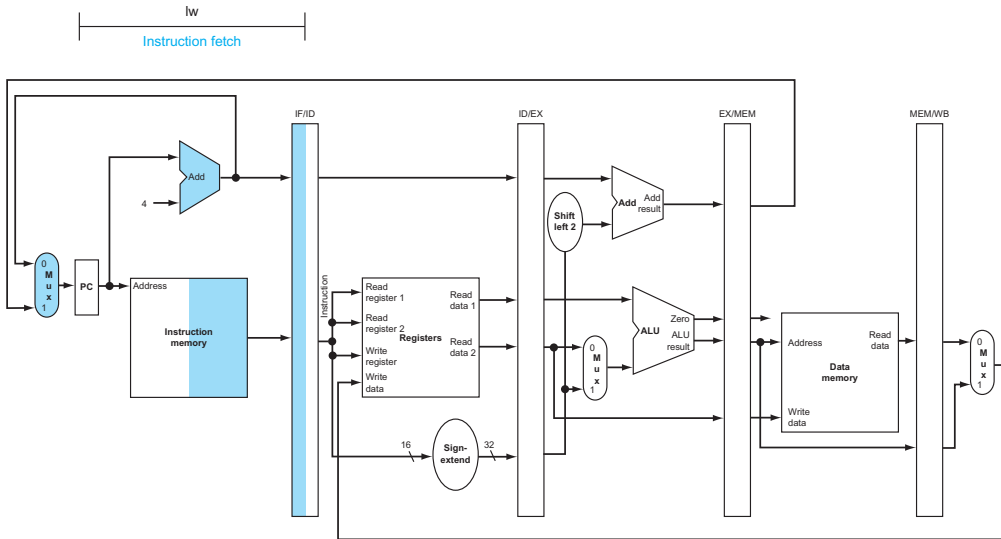 lw
Instruction fetch
IF/ID
ID/EX
EX/MEM
MEM/WB
Add
4
0
M
u
x
1
PC
Address
Instruction
memory
Instruction
Read
register 1
Read
register 2
Write
register
Write
data
Registers
Read
data 1
Read
data 2
16
Sign-
extend
32
Shift
left 2
Add
Add
result
0
M
u
x
1
ALU
Zero
ALU
result
Address
Write
data
Data
memory
Read
data
0
M
u
x
1